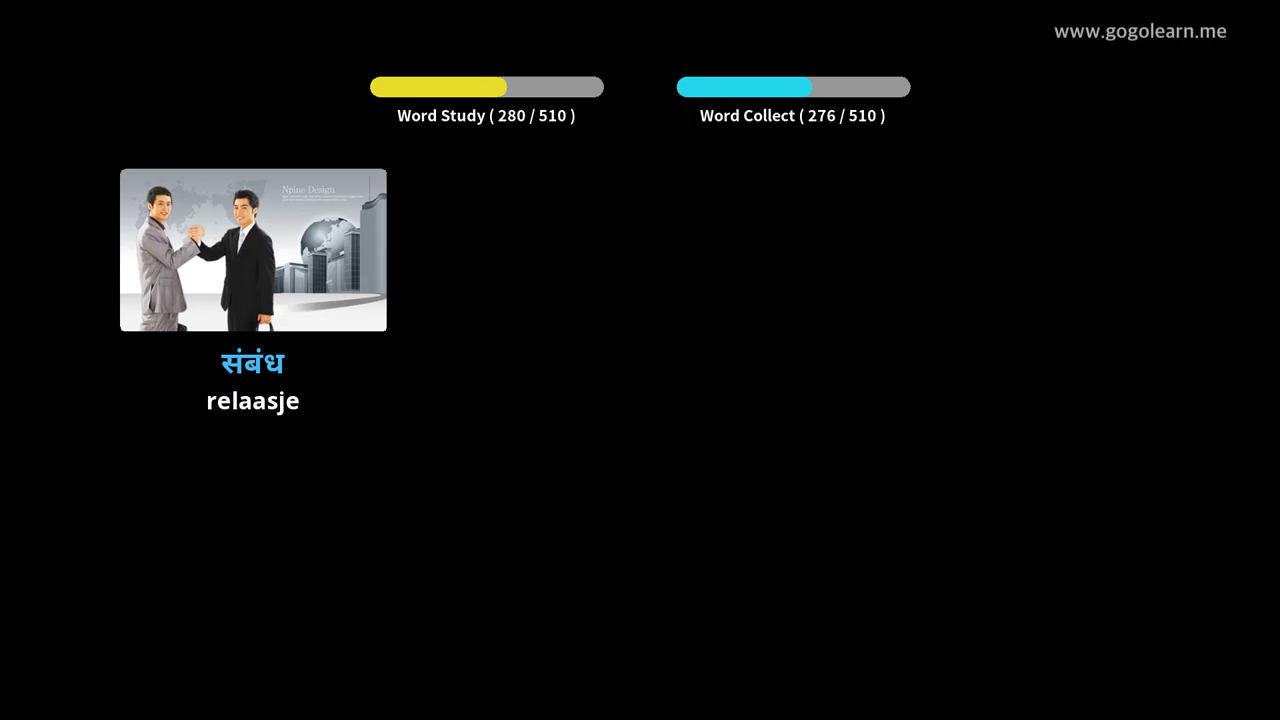 www.gogolearn.me
Word Study ( 280 / 510 )
Word Collect ( 276 / 510 )
Npine Design
संबंध
relaasje